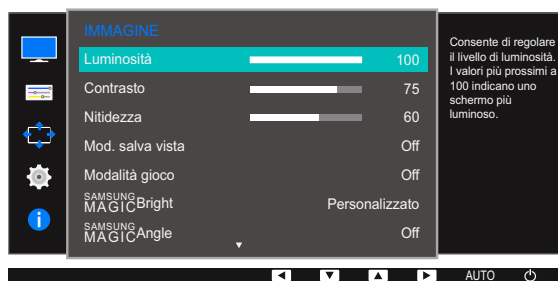 IMMAGINE
Luminosità 100
Contrasto 75
Nitidezza 60
Mod. salva vista Off
Modalità gioco Off
SAMSUNG MAGICBright Personalizzato
SAMSUNG MAGICAngle Off
Consente di regolare
il livello di luminosità.
I valori più prossimi a
100 indicano uno
schermo più
luminoso.
AUTO